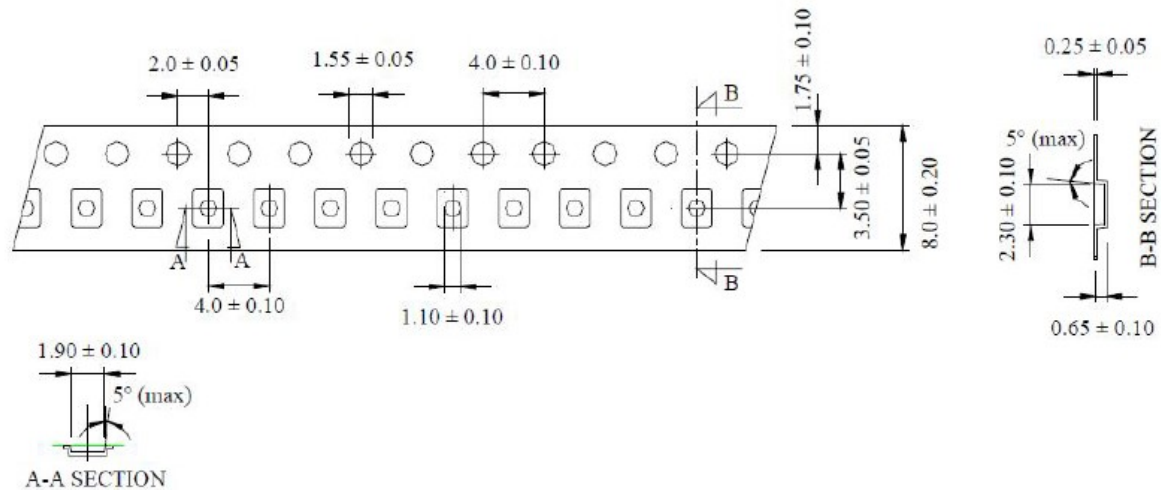 2.0 ± 0.05
1.55 ± 0.05
4.0 ± 0.10
1.75 ± 0.10
0.25 ± 0.05
B
5° (max)
3.50 ± 0.05
8.0 ± 0.20
2.30 ± 0.10
B-B SECTION
A
A
B
4.0 ± 0.10
1.10 ± 0.10
0.65 ± 0.10
1.90 ± 0.10
5° (max)
A-A SECTION